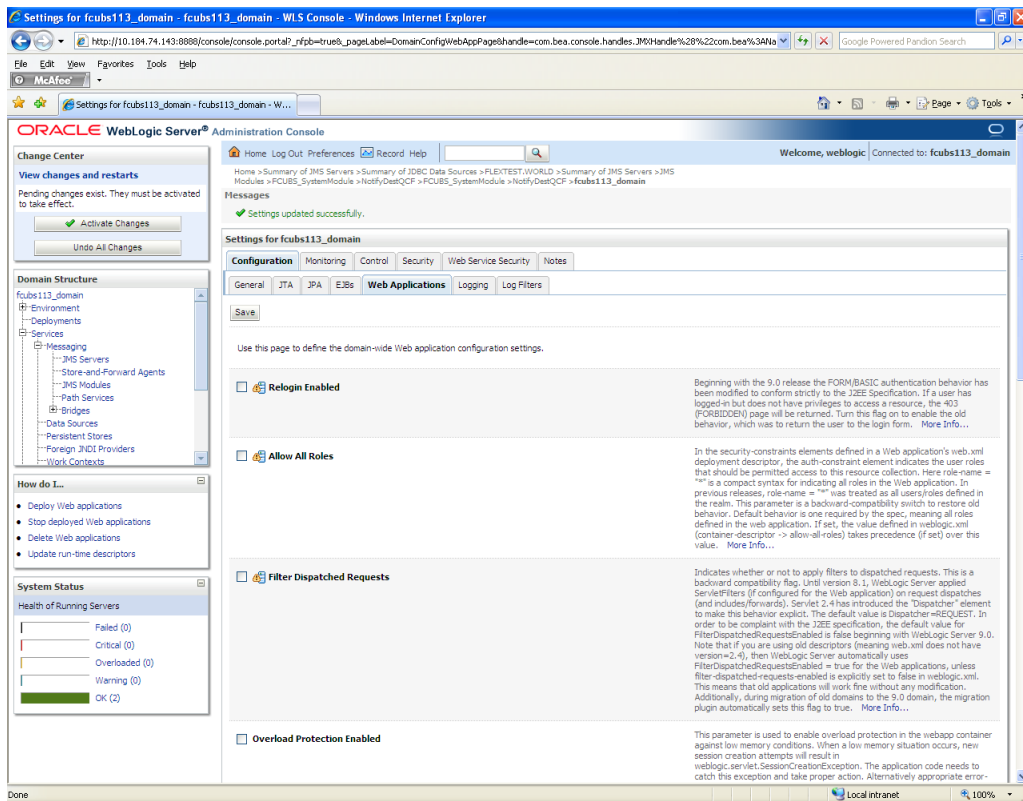 Settings for fcubs113_domain - fcubs113_domain - WLS Console - Windows Internet Explorer
http://10.184.74.143:8888/console/console.portal?_nfpb=true&_pageLabel=DomainConfigWebAppPage&handle=com.bea.console.handles.JMXHandle%28%22com.bea%3ANa
Google Powered Pandion Search
File Edit View Favorites Tools Help
McAfee
Settings for fcubs113_domain - fcubs113_domain - W...
Page Tools
ORACLE WebLogic Server® Administration Console
Change Center
View changes and restarts
Pending changes exist. They must be activated
to take effect.
Activate Changes
Undo All Changes
Domain Structure
fcubs113_domain
Environment
Deployments
Services
Messaging
JMS Servers
Store-and-Forward Agents
JMS Modules
Path Services
Bridges
Data Sources
Persistent Stores
Foreign JNDI Providers
Work Contexts
How do I...
Deploy Web applications
Stop deployed Web applications
Delete Web applications
Update run-time descriptors
System Status
Health of Running Servers
Failed (0)
Critical (0)
Overloaded (0)
Warning (0)
OK (2)
Home Log Out Preferences Record Help
Welcome, weblogic Connected to: fcubs113_domain
Home >Summary of JMS Servers >Summary of JDBC Data Sources >FLEXTEST.WORLD >Summary of JMS Servers >JMS
Modules >FCUBS_SystemModule >NotifyDestQCF >FCUBS_SystemModule >NotifyDestQCF >fcubs113_domain
Messages
Settings updated successfully.
Settings for fcubs113_domain
Configuration Monitoring Control Security Web Service Security Notes
General JTA JPA EJBs Web Applications Logging Log Filters
Save
Use this page to define the domain-wide Web application configuration settings.
Relogin Enabled
Beginning with the 9.0 release the FORM/BASIC authentication behavior has
been modified to conform strictly to the J2EE Specification. If a user has
logged-in but does not have privileges to access a resource, the 403
(FORBIDDEN) page will be returned. Turn this flag on to enable the old
behavior, which was to return the user to the login form. More Info...
Allow All Roles
In the security-constraints elements defined in a Web application's web.xml
deployment descriptor, the auth-constraint element indicates the user roles
that should be permitted access to this resource collection. Here role-name =
"*" is a compact syntax for indicating all roles in the Web application. In
previous releases, role-name = "*" was treated as all users/roles defined in
the realm. This parameter is a backward-compatibility switch to restore old
behavior. Default behavior is one required by the spec, meaning all roles
defined in the web application. If set, the value defined in weblogic.xml
(container-descriptor -> allow-all-roles) takes precedence (if set) over this
value. More Info...
Filter Dispatched Requests
Indicates whether or not to apply filters to dispatched requests. This is a
backward compatibility flag. Until version 8.1, WebLogic Server applied
ServletFilters (if configured for the Web application) on request dispatches
(and includes/forwards). Servlet 2.4 has introduced the "Dispatcher" element
to make this behavior explicit. The default value is Dispatcher=REQUEST. In
order to be complaint with the J2EE specification, the default value for
FilterDispatchedRequestsEnabled is false beginning with WebLogic Server 9.0.
Note that if you are using old descriptors (meaning web.xml does not have
version=2.4), then WebLogic Server automatically uses
FilterDispatchedRequestsEnabled = true for the Web applications, unless
filter-dispatched-requests-enabled is explicitly set to false in weblogic.xml.
This means that old applications will work fine without any modification.
Additionally, during migration of old domains to the 9.0 domain, the migration
plugin automatically sets this flag to true. More Info...
Overload Protection Enabled
This parameter is used to enable overload protection in the webapp container
against low memory conditions. When a low memory situation occurs, new
session creation attempts will result in
weblogic.servlet.SessionCreationException. The application code needs to
catch this exception and take proper action. Alternatively appropriate error-
Done
Local intranet
100%